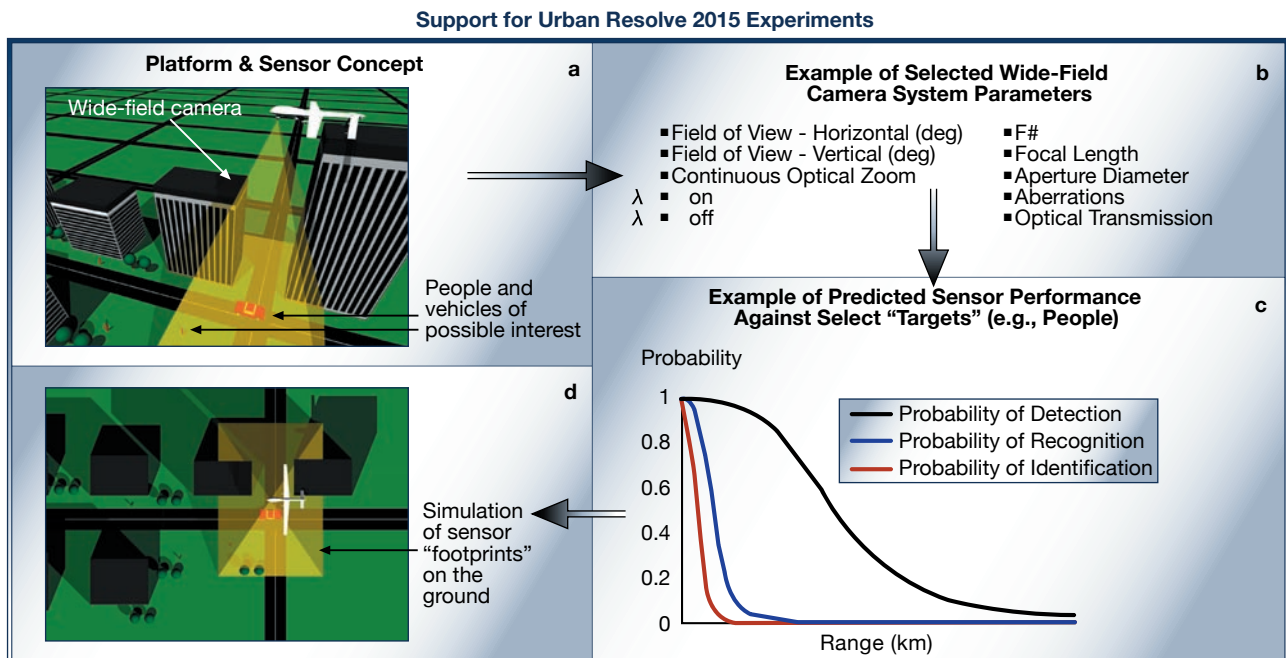 Support for Urban Resolve 2015 Experiments
Platform & Sensor Concept
a
Wide-field camera
People and
vehicles of
possible interest
Example of Selected Wide-Field
Camera System Parameters
b
▪Field of View - Horizontal (deg)
▪Field of View - Vertical (deg)
▪Continuous Optical Zoom
λ ▪ on
λ ▪ off
▪F#
▪Focal Length
▪Aperture Diameter
▪Aberrations
▪Optical Transmission
Example of Predicted Sensor Performance
Against Select “Targets” (e.g., People)
c
Probability
1
0.8
0.6
0.4
0.2
0
Probability of Detection
Probability of Recognition
Probability of Identification
Range (km)
d
Simulation
of sensor
“footprints”
on the
ground